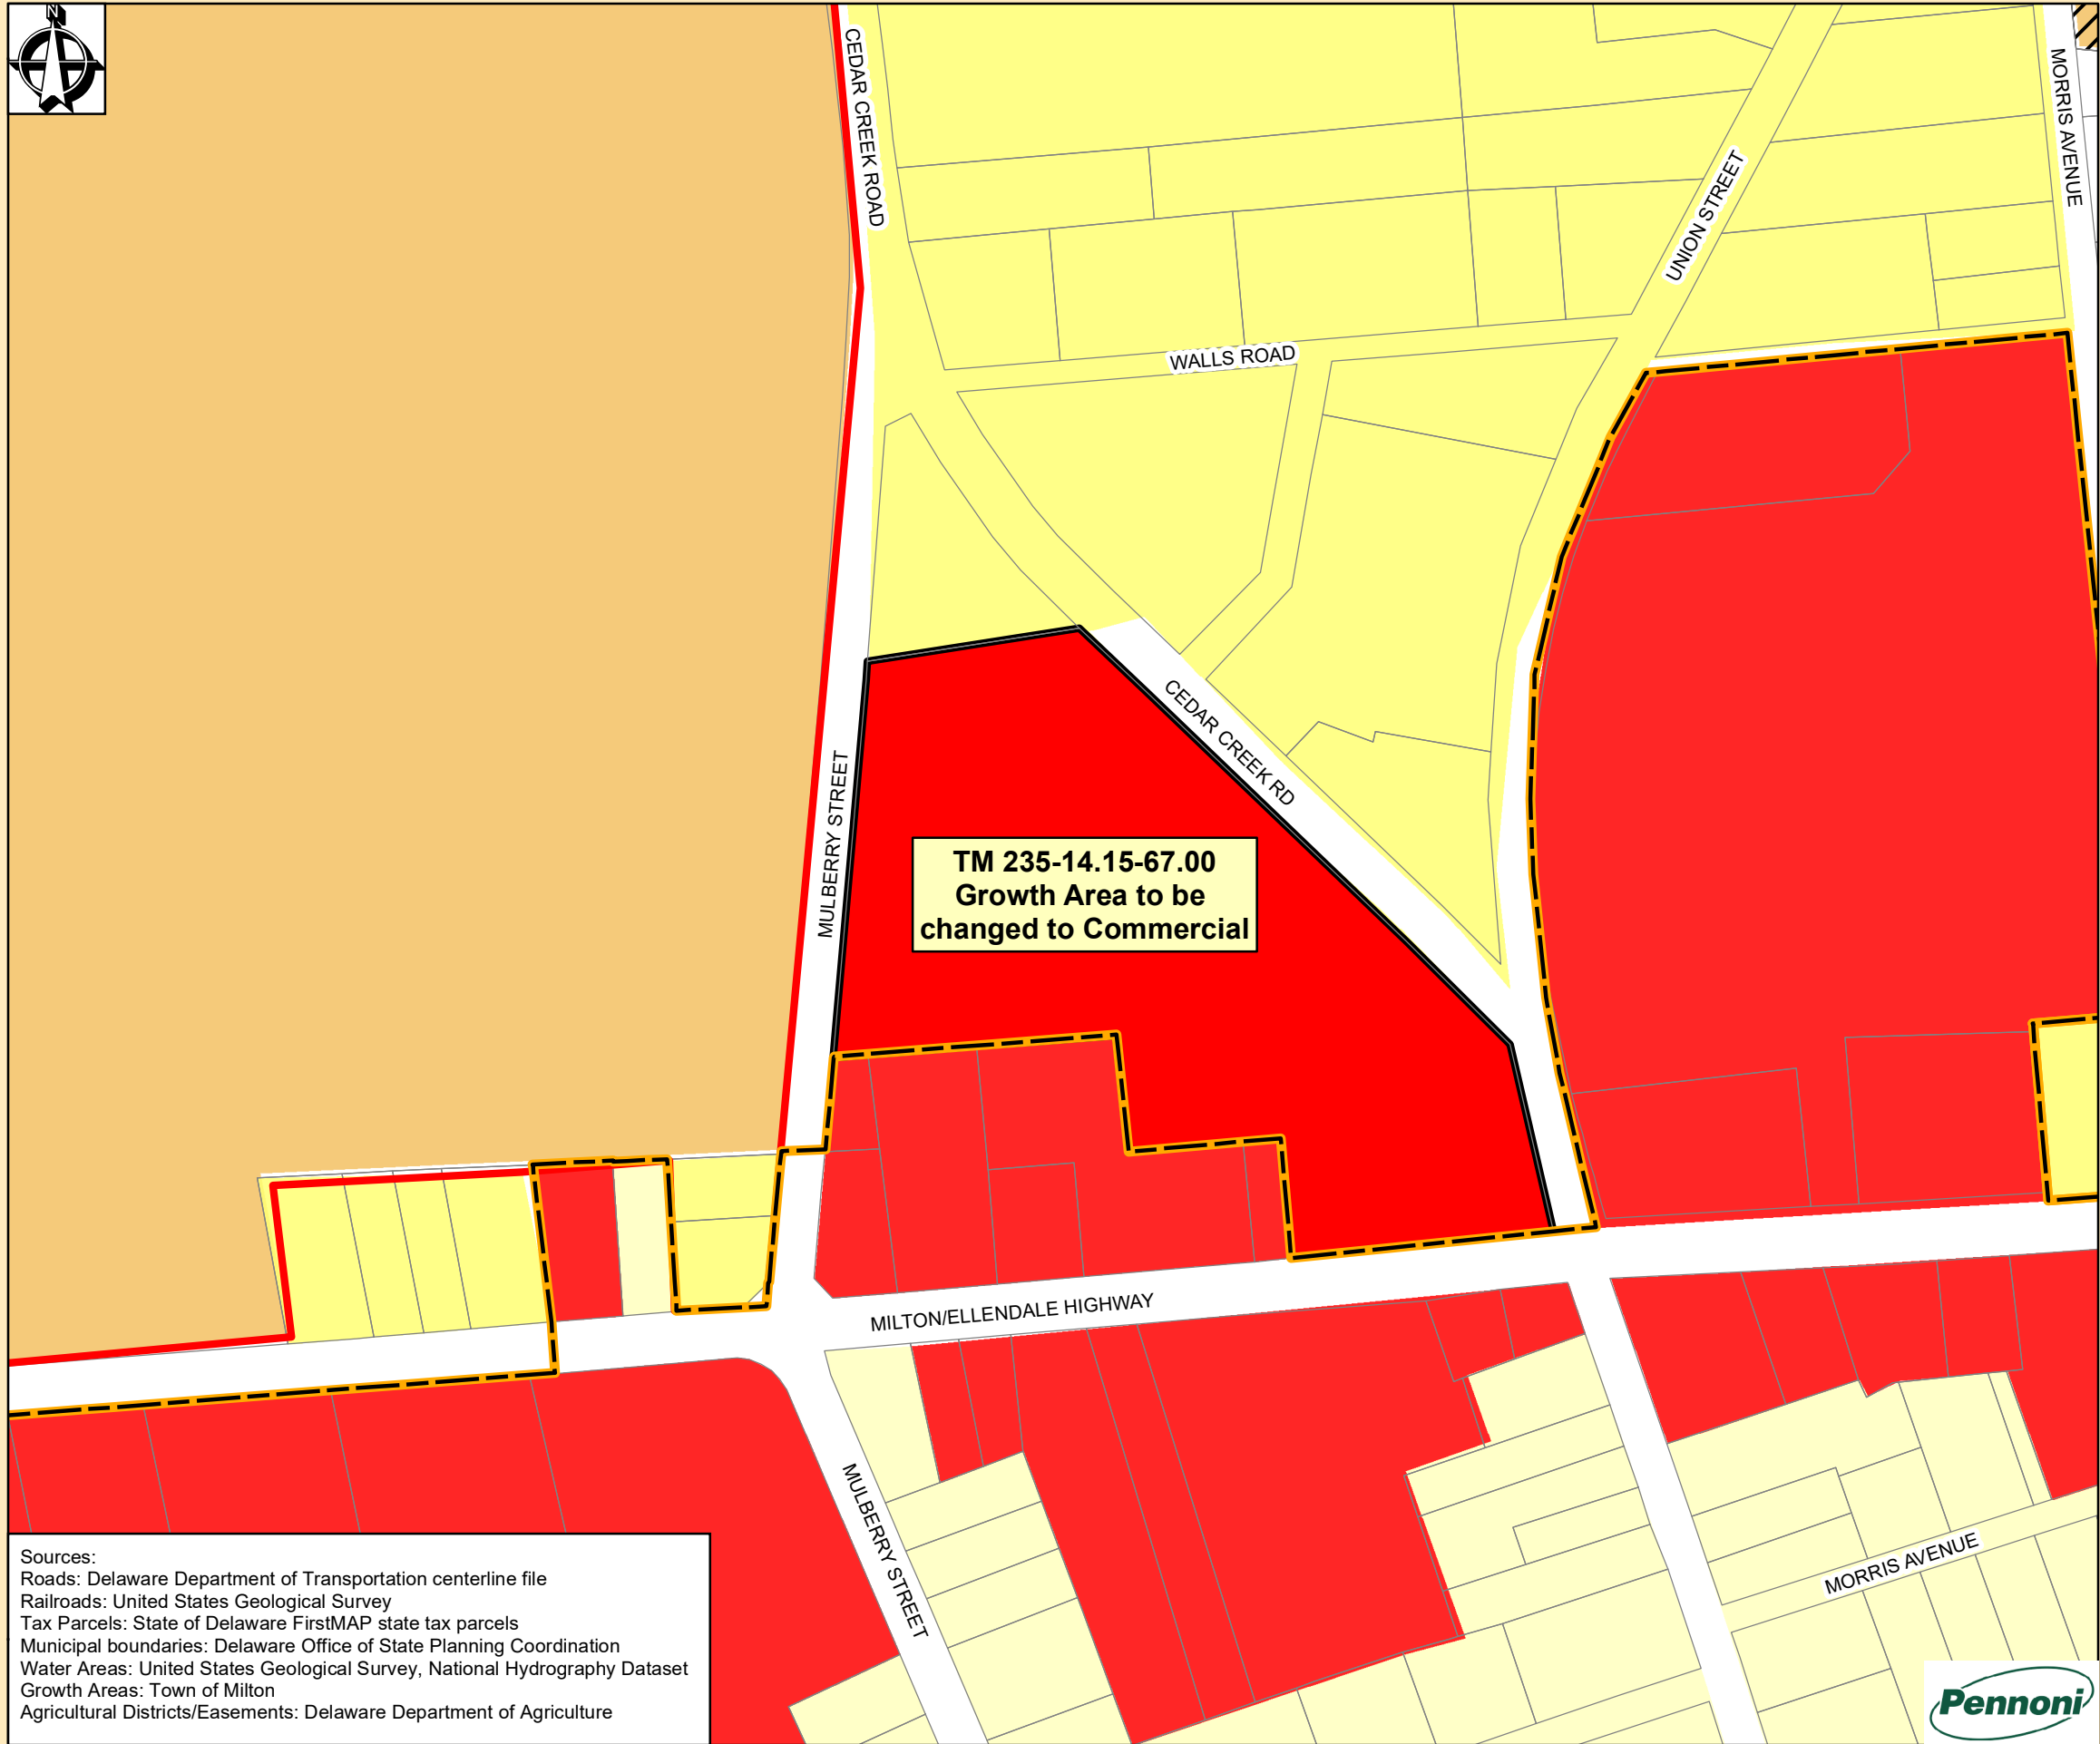 N
CEDAR CREEK ROAD
MORRIS AVENUE
UNION STREET
WALLS ROAD
CEDAR CREEK RD
MULBERRY STREET
TM 235-14.15-67.00
Growth Area to be
changed to Commercial
MILTON/ELLENDALE HIGHWAY
MULBERRY STREET
MORRIS AVENUE
Sources:
Roads: Delaware Department of Transportation centerline file
Railroads: United States Geological Survey
Tax Parcels: State of Delaware FirstMAP state tax parcels
Municipal boundaries: Delaware Office of State Planning Coordination
Water Areas: United States Geological Survey, National Hydrography Dataset
Growth Areas: Town of Milton
Agricultural Districts/Easements: Delaware Department of Agriculture
Pennoni